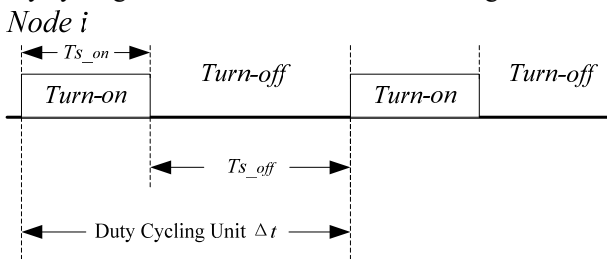 Node i
Ts_on
Turn-off
Turn-off
Turn-on
Turn-on
Ts_off
Duty Cycling Unit Δt